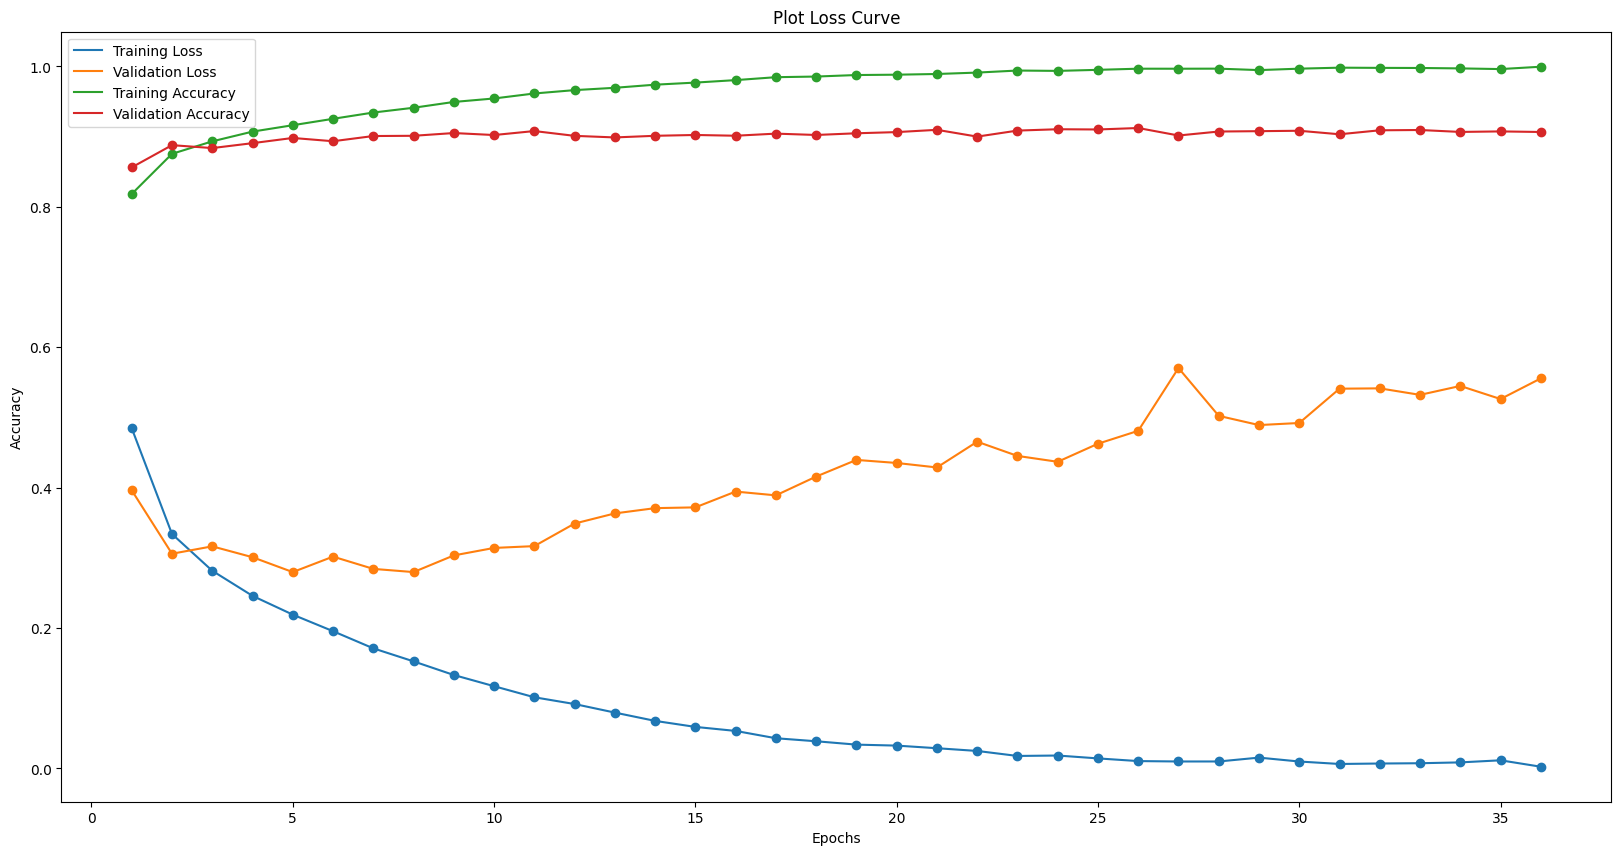 Plot Loss Curve
Training Loss
Validation Loss
Training Accuracy
Validation Accuracy
1.0
0.8
0.6
0.4
0.2
0.0
Accuracy
0 5 10 15 20 25 30 35
Epochs